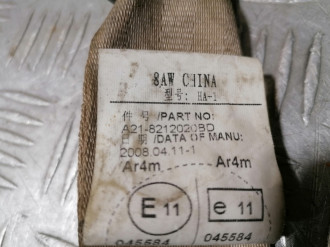 8AW CHINA
型号: HA-1
件 号 /PART NO:
A21-8212020BD
日 期 /DATA OF MANU:
2008.04.11-1
Ar4m Ar4m
E 11 e 11
045584 045584